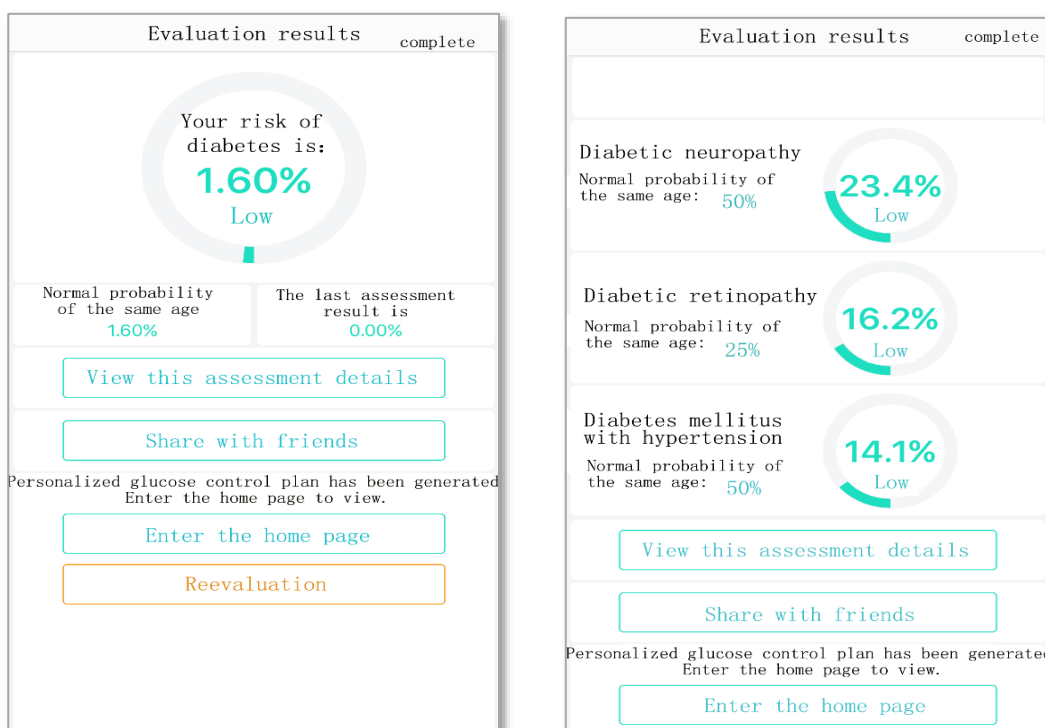 Evaluation results
complete
Your risk of
diabetes is:
1.60%
Low
Normal probability
of the same age
1.60%
The last assessment
result is
0.00%
View this assessment details
Share with friends
Personalized glucose control plan has been generated
Enter the home page to view.
Enter the home page
Reevaluation
Evaluation results
complete
Diabetic neuropathy
Normal probability of
the same age: 50%
23.4%
Low
Diabetic retinopathy
Normal probability of
the same age: 25%
16.2%
Low
Diabetes mellitus
with hypertension
Normal probability of
the same age: 50%
14.1%
Low
View this assessment details
Share with friends
Personalized glucose control plan has been generated
Enter the home page to view.
Enter the home page